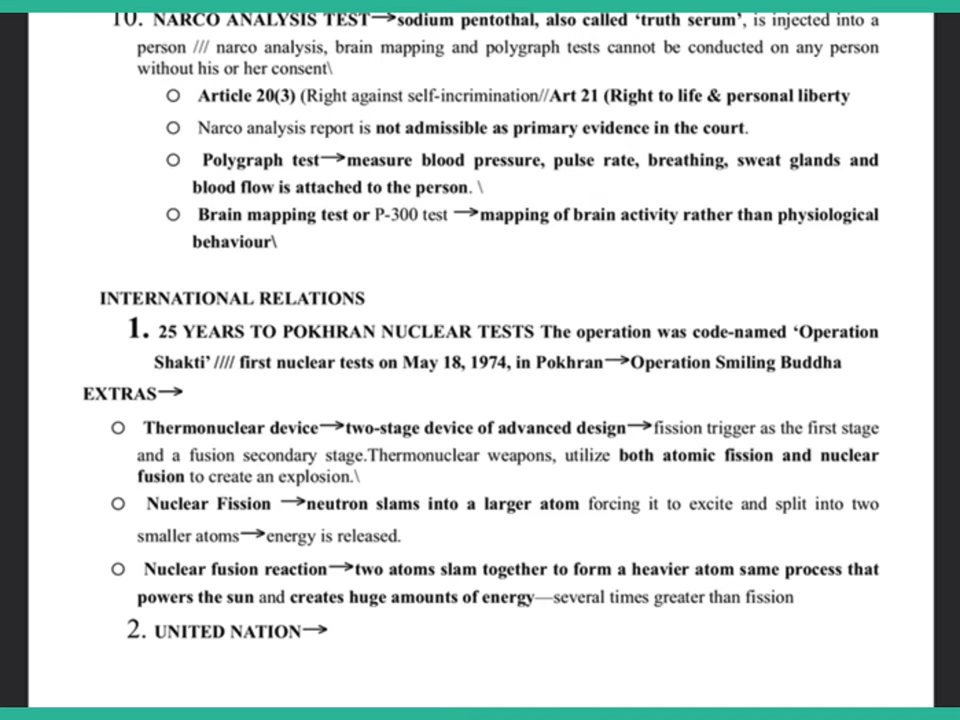 10. NARCO ANALYSIS TEST→sodium pentothal, also called ‘truth serum’, is injected into a
person /// narco analysis, brain mapping and polygraph tests cannot be conducted on any person
without his or her consent\
○ Article 20(3) (Right against self-incrimination//Art 21 (Right to life & personal liberty
○ Narco analysis report is not admissible as primary evidence in the court.
○ Polygraph test→measure blood pressure, pulse rate, breathing, sweat glands and
blood flow is attached to the person. \
○ Brain mapping test or P-300 test →mapping of brain activity rather than physiological
behaviour\
INTERNATIONAL RELATIONS
1. 25 YEARS TO POKHRAN NUCLEAR TESTS The operation was code-named ‘Operation
Shakti’ //// first nuclear tests on May 18, 1974, in Pokhran→Operation Smiling Buddha
EXTRAS→
○ Thermonuclear device→two-stage device of advanced design→fission trigger as the first stage
and a fusion secondary stage.Thermonuclear weapons, utilize both atomic fission and nuclear
fusion to create an explosion.\
○ Nuclear Fission →neutron slams into a larger atom forcing it to excite and split into two
smaller atoms→energy is released.
○ Nuclear fusion reaction→two atoms slam together to form a heavier atom same process that
powers the sun and creates huge amounts of energy—several times greater than fission
2. UNITED NATION→